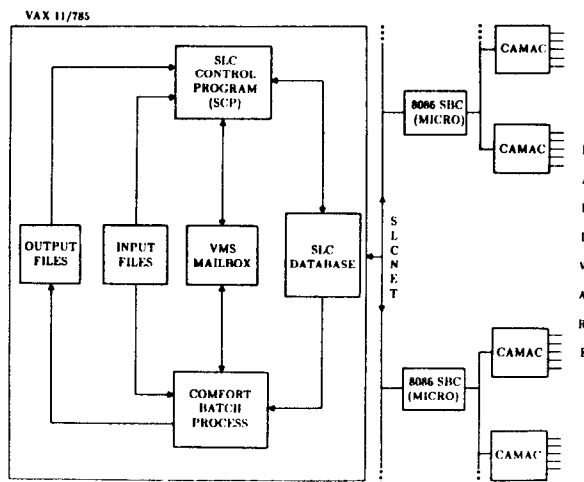 VAX 11/785
SLC
CONTROL
PROGRAM
(SCP)
OUTPUT
FILES
INPUT
FILES
VMS
MAILBOX
SLC
DATABASE
COMFORT
BATCH
PROCESS
SLCNET
8086 SBC
(MICRO)
CAMAC
CAMAC
8086 SBC
(MICRO)
CAMAC
CAMAC